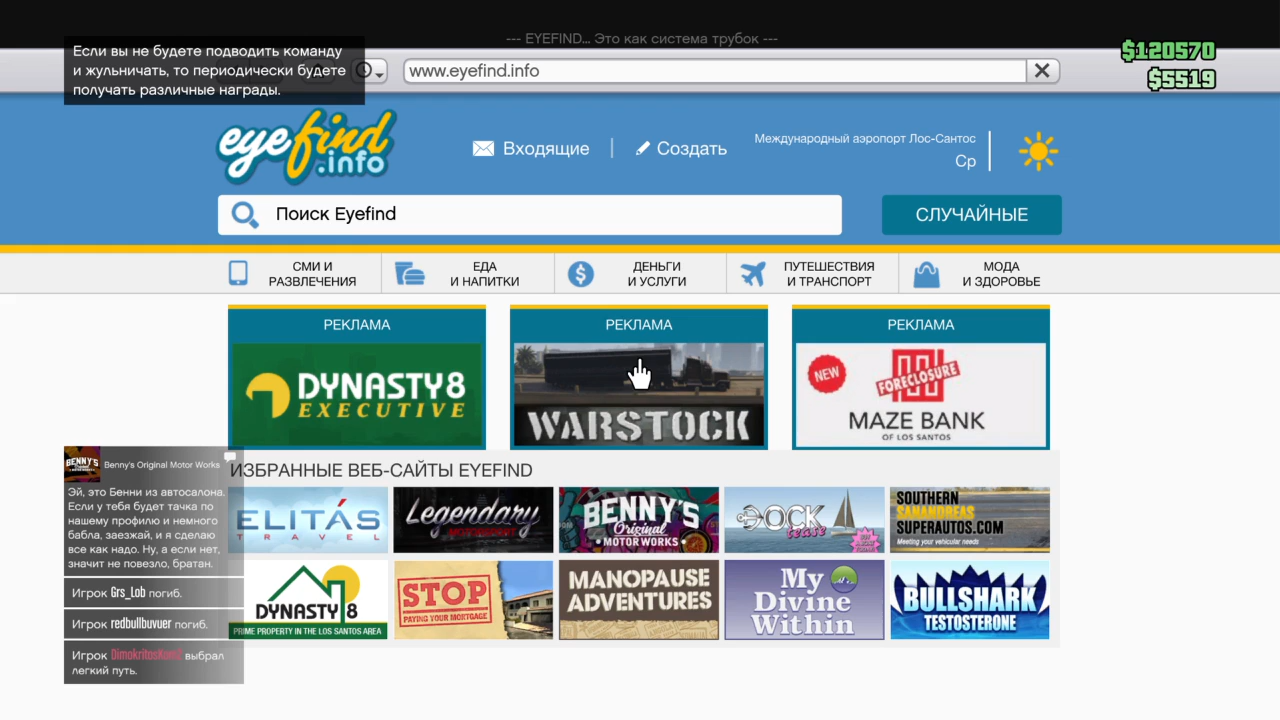 --- EYEFIND... Это как система трубок ---
Если вы не будете подводить команду
и жульничать, то периодически будете
получать различные награды.
www.eyefind.info
$120570
$5519
eyefind
.info
Входящие
Создать
Международный аэропорт Лос-Сантос
Ср
Поиск Eyefind
СЛУЧАЙНЫЕ
СМИ И
РАЗВЛЕЧЕНИЯ
ЕДА
И НАПИТКИ
ДЕНЬГИ
И УСЛУГИ
ПУТЕШЕСТВИЯ
И ТРАНСПОРТ
МОДА
И ЗДОРОВЬЕ
РЕКЛАМА
DYNASTY 8
EXECUTIVE
РЕКЛАМА
WARSTOCK
РЕКЛАМА
NEW
FORECLOSURE
MAZE BANK
OF LOS SANTOS
ИЗБРАННЫЕ ВЕБ-САЙТЫ EYEFIND
ELITÁS
TRAVEL
Legendary
MOTORSPORT
BENNY'S
Original
MOTOR WORKS
DOCK
tease
SOUTHERN
SANANDREAS
SUPERAUTOS.COM
Meeting your vehicular needs
DYNASTY 8
PRIME PROPERTY IN THE LOS SANTOS AREA
STOP
PAYING YOUR MORTGAGE
MANOPAUSE
ADVENTURES
My
Divine
Within
BULLSHARK
TESTOSTERONE
BENNY'S
Benny's Original Motor Works
Эй, это Бенни из автосалона.
Если у тебя будет тачка по
нашему профилю и немного
бабла, заезжай, и я сделаю
все как надо. Ну, а если нет,
значит не повезло, братан.
Игрок Grs_Lob погиб.
Игрок redbullbuvuer погиб.
Игрок DimokritosKomi выбрал
легкий путь.